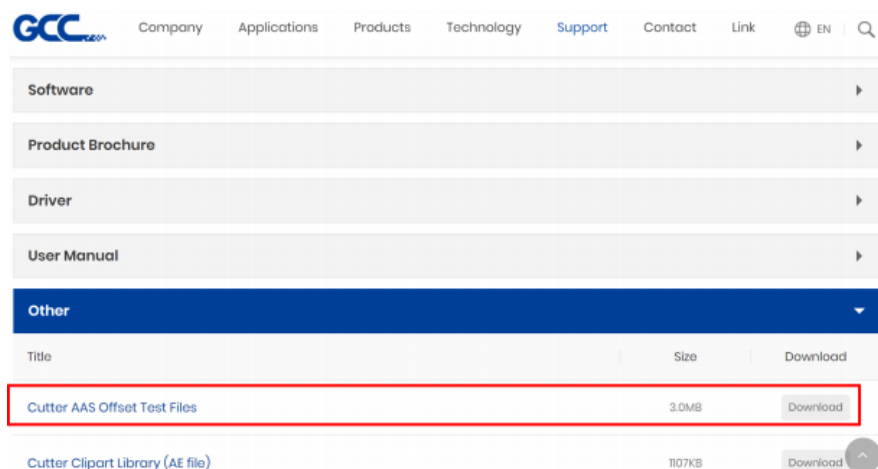 GCC Company Applications Products Technology Support Contact Link EN
Software
Product Brochure
Driver
User Manual
Other
Title Size Download
Cutter AAS Offset Test Files 3.0MB Download
Cutter Clipart Library (AE file) 1107KB Download